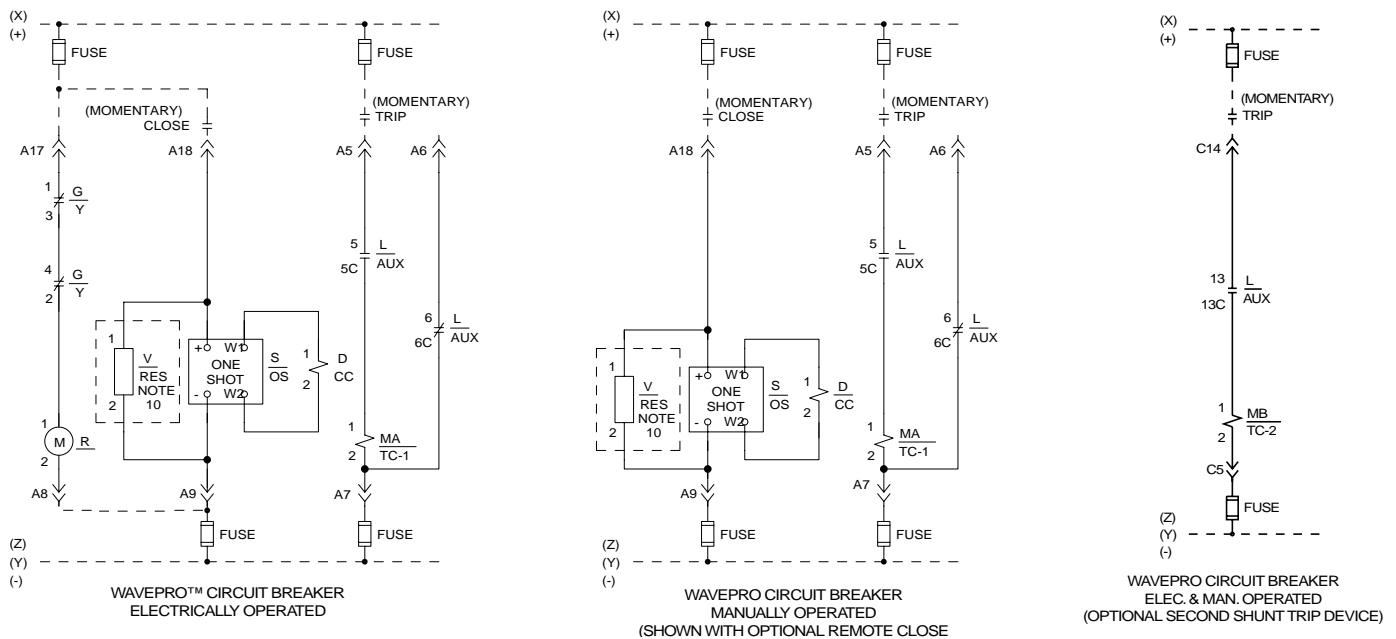 (X)
(+)
FUSE
FUSE
(MOMENTARY)
CLOSE
(MOMENTARY)
TRIP
A17
A18
A5
A6
1
G
3
Y
4
G
2
Y
5
L
5C
AUX
6
L
6C
AUX
1
V
RES
NOTE
10
2
+
W1
ONE
SHOT
-
W2
S
OS
1
D
2
CC
1
M
R
2
1
MA
2
TC-1
A8
A9
A7
FUSE
FUSE
(Z)
(Y)
(-)
WAVEPRO™ CIRCUIT BREAKER
ELECTRICALLY OPERATED
(X)
(+)
FUSE
FUSE
(MOMENTARY)
CLOSE
(MOMENTARY)
TRIP
A18
A5
A6
5
L
5C
AUX
6
L
6C
AUX
1
V
RES
NOTE
10
2
+
W1
ONE
SHOT
-
W2
S
OS
1
D
2
CC
1
MA
2
TC-1
A9
A7
FUSE
FUSE
(Z)
(Y)
(-)
WAVEPRO CIRCUIT BREAKER
MANUALLY OPERATED
(SHOWN WITH OPTIONAL REMOTE CLOSE
(X)
(+)
FUSE
(MOMENTARY)
TRIP
C14
13
L
13C
AUX
1
MB
2
TC-2
C5
FUSE
(Z)
(Y)
(-)
WAVEPRO CIRCUIT BREAKER
ELEC. & MAN. OPERATED
(OPTIONAL SECOND SHUNT TRIP DEVICE)